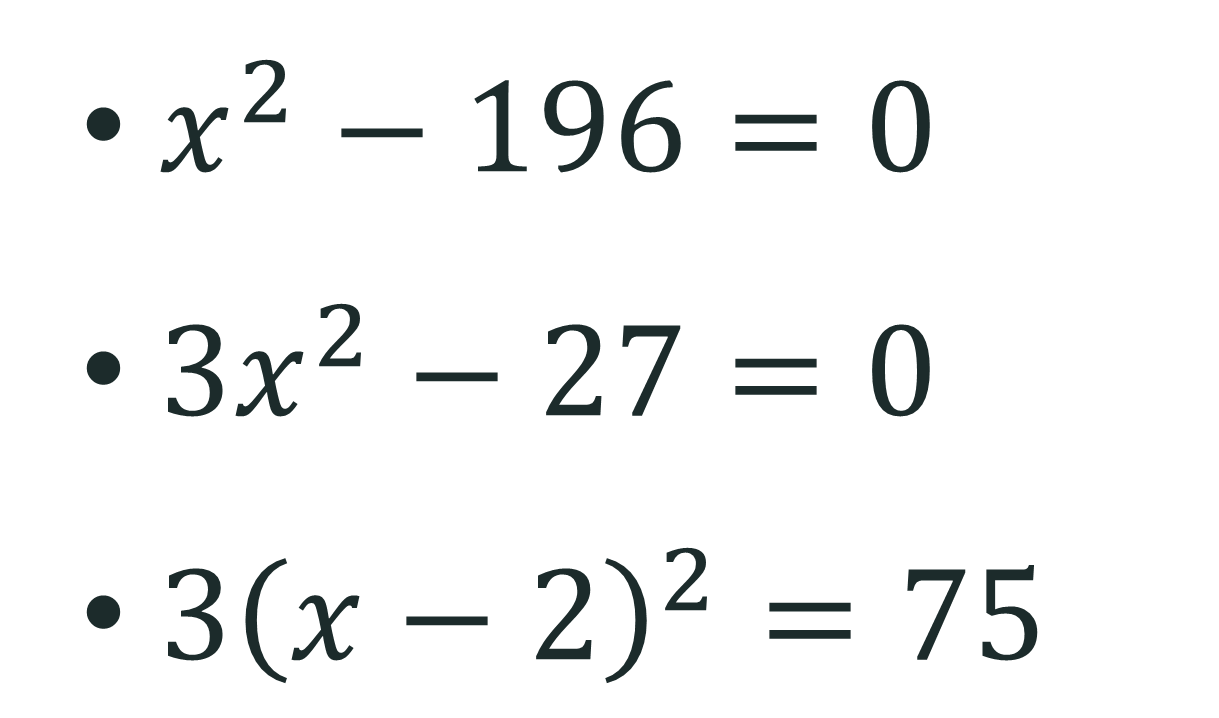 • x² − 196 = 0
• 3x² − 27 = 0
• 3(x − 2)² = 75